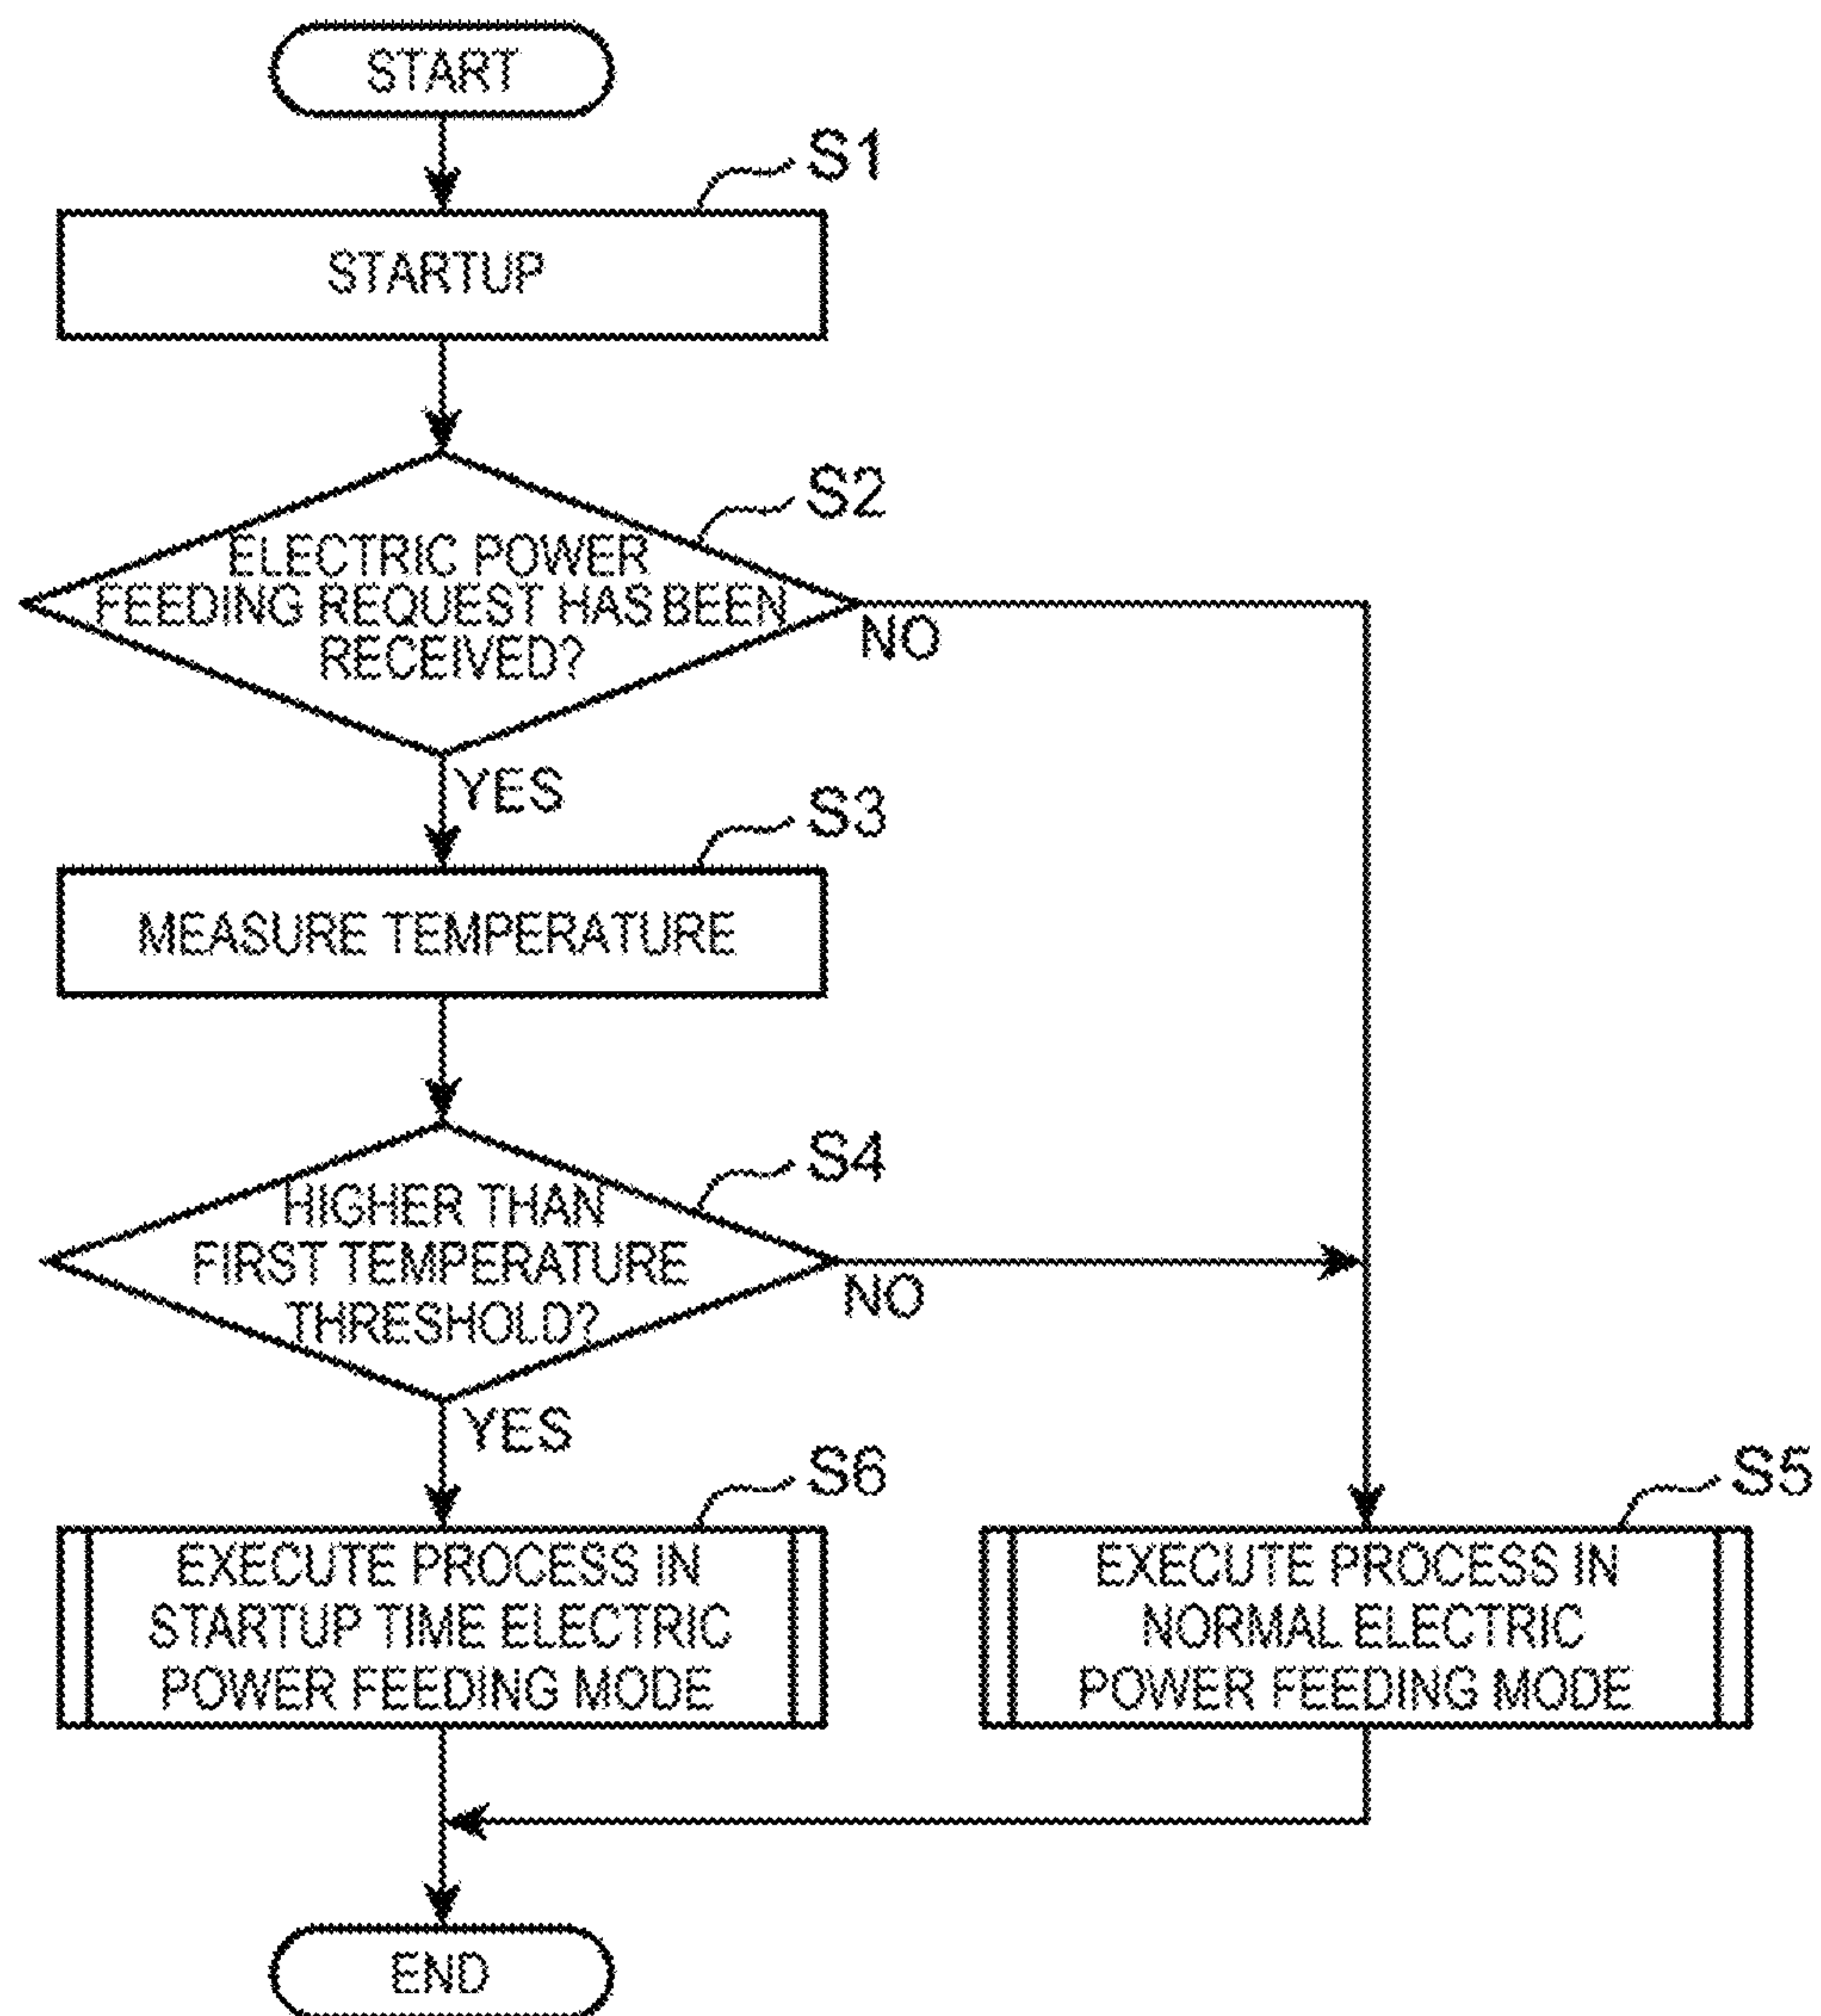 START
S1
STARTUP
S2
ELECTRIC POWER
FEEDING REQUEST HAS BEEN
RECEIVED?
NO
YES
S3
MEASURE TEMPERATURE
S4
HIGHER THAN
FIRST TEMPERATURE
THRESHOLD?
NO
YES
S6
EXECUTE PROCESS IN
STARTUP TIME ELECTRIC
POWER FEEDING MODE
S5
EXECUTE PROCESS IN
NORMAL ELECTRIC
POWER FEEDING MODE
END